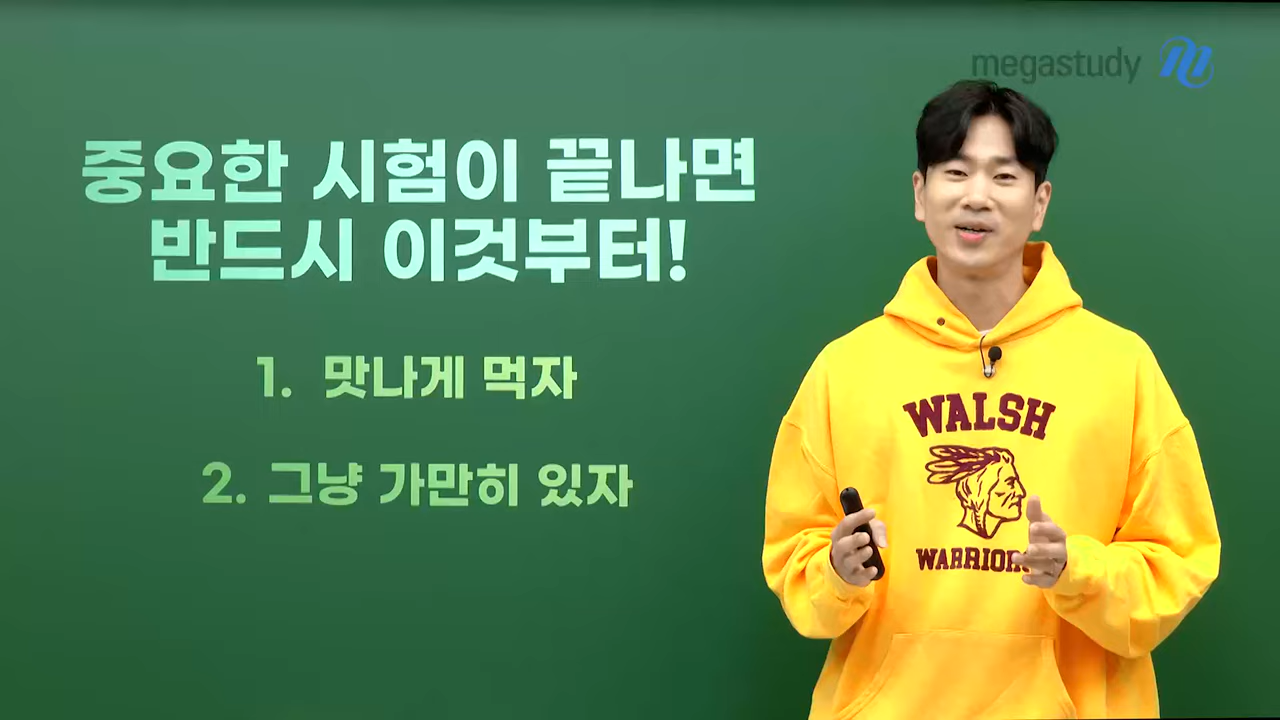 megastudy
중요한 시험이 끝나면
반드시 이것부터!
1. 맛나게 먹자
2. 그냥 가만히 있자
WALSH
WARRIORS